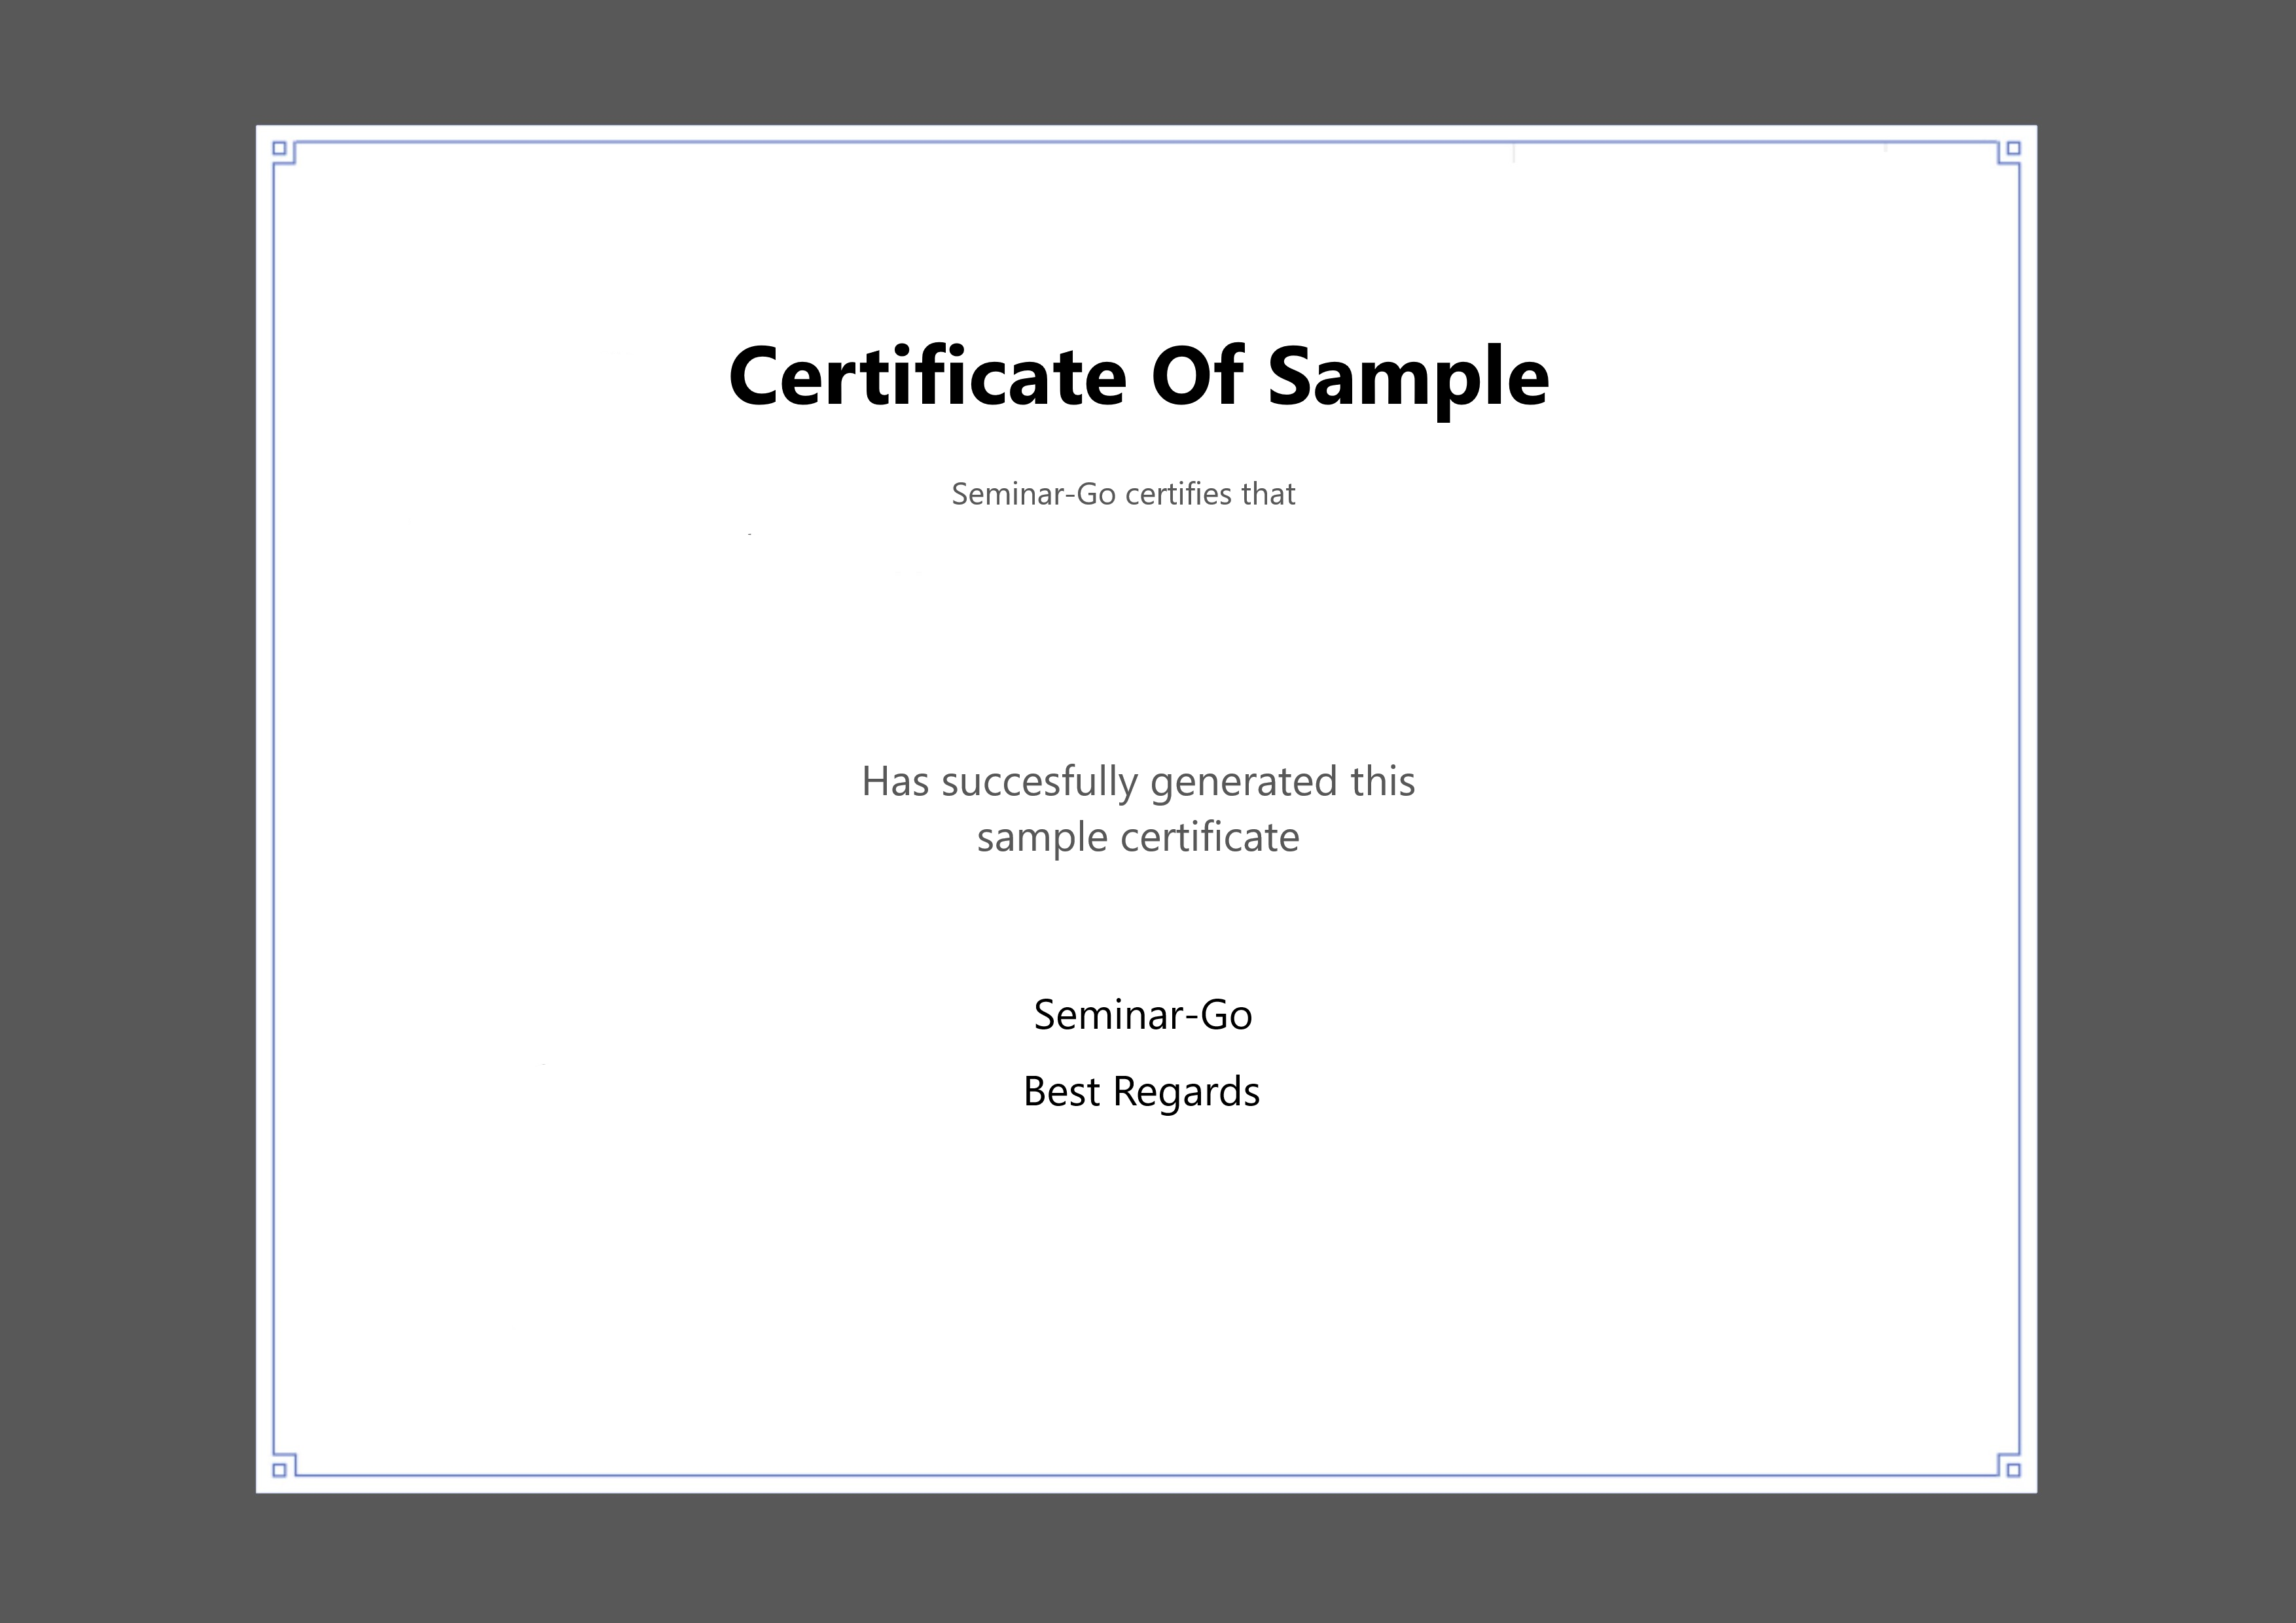 Certificate Of Sample
Seminar-Go certifies that
Has succesfully generated this
sample certificate
Seminar-Go
Best Regards